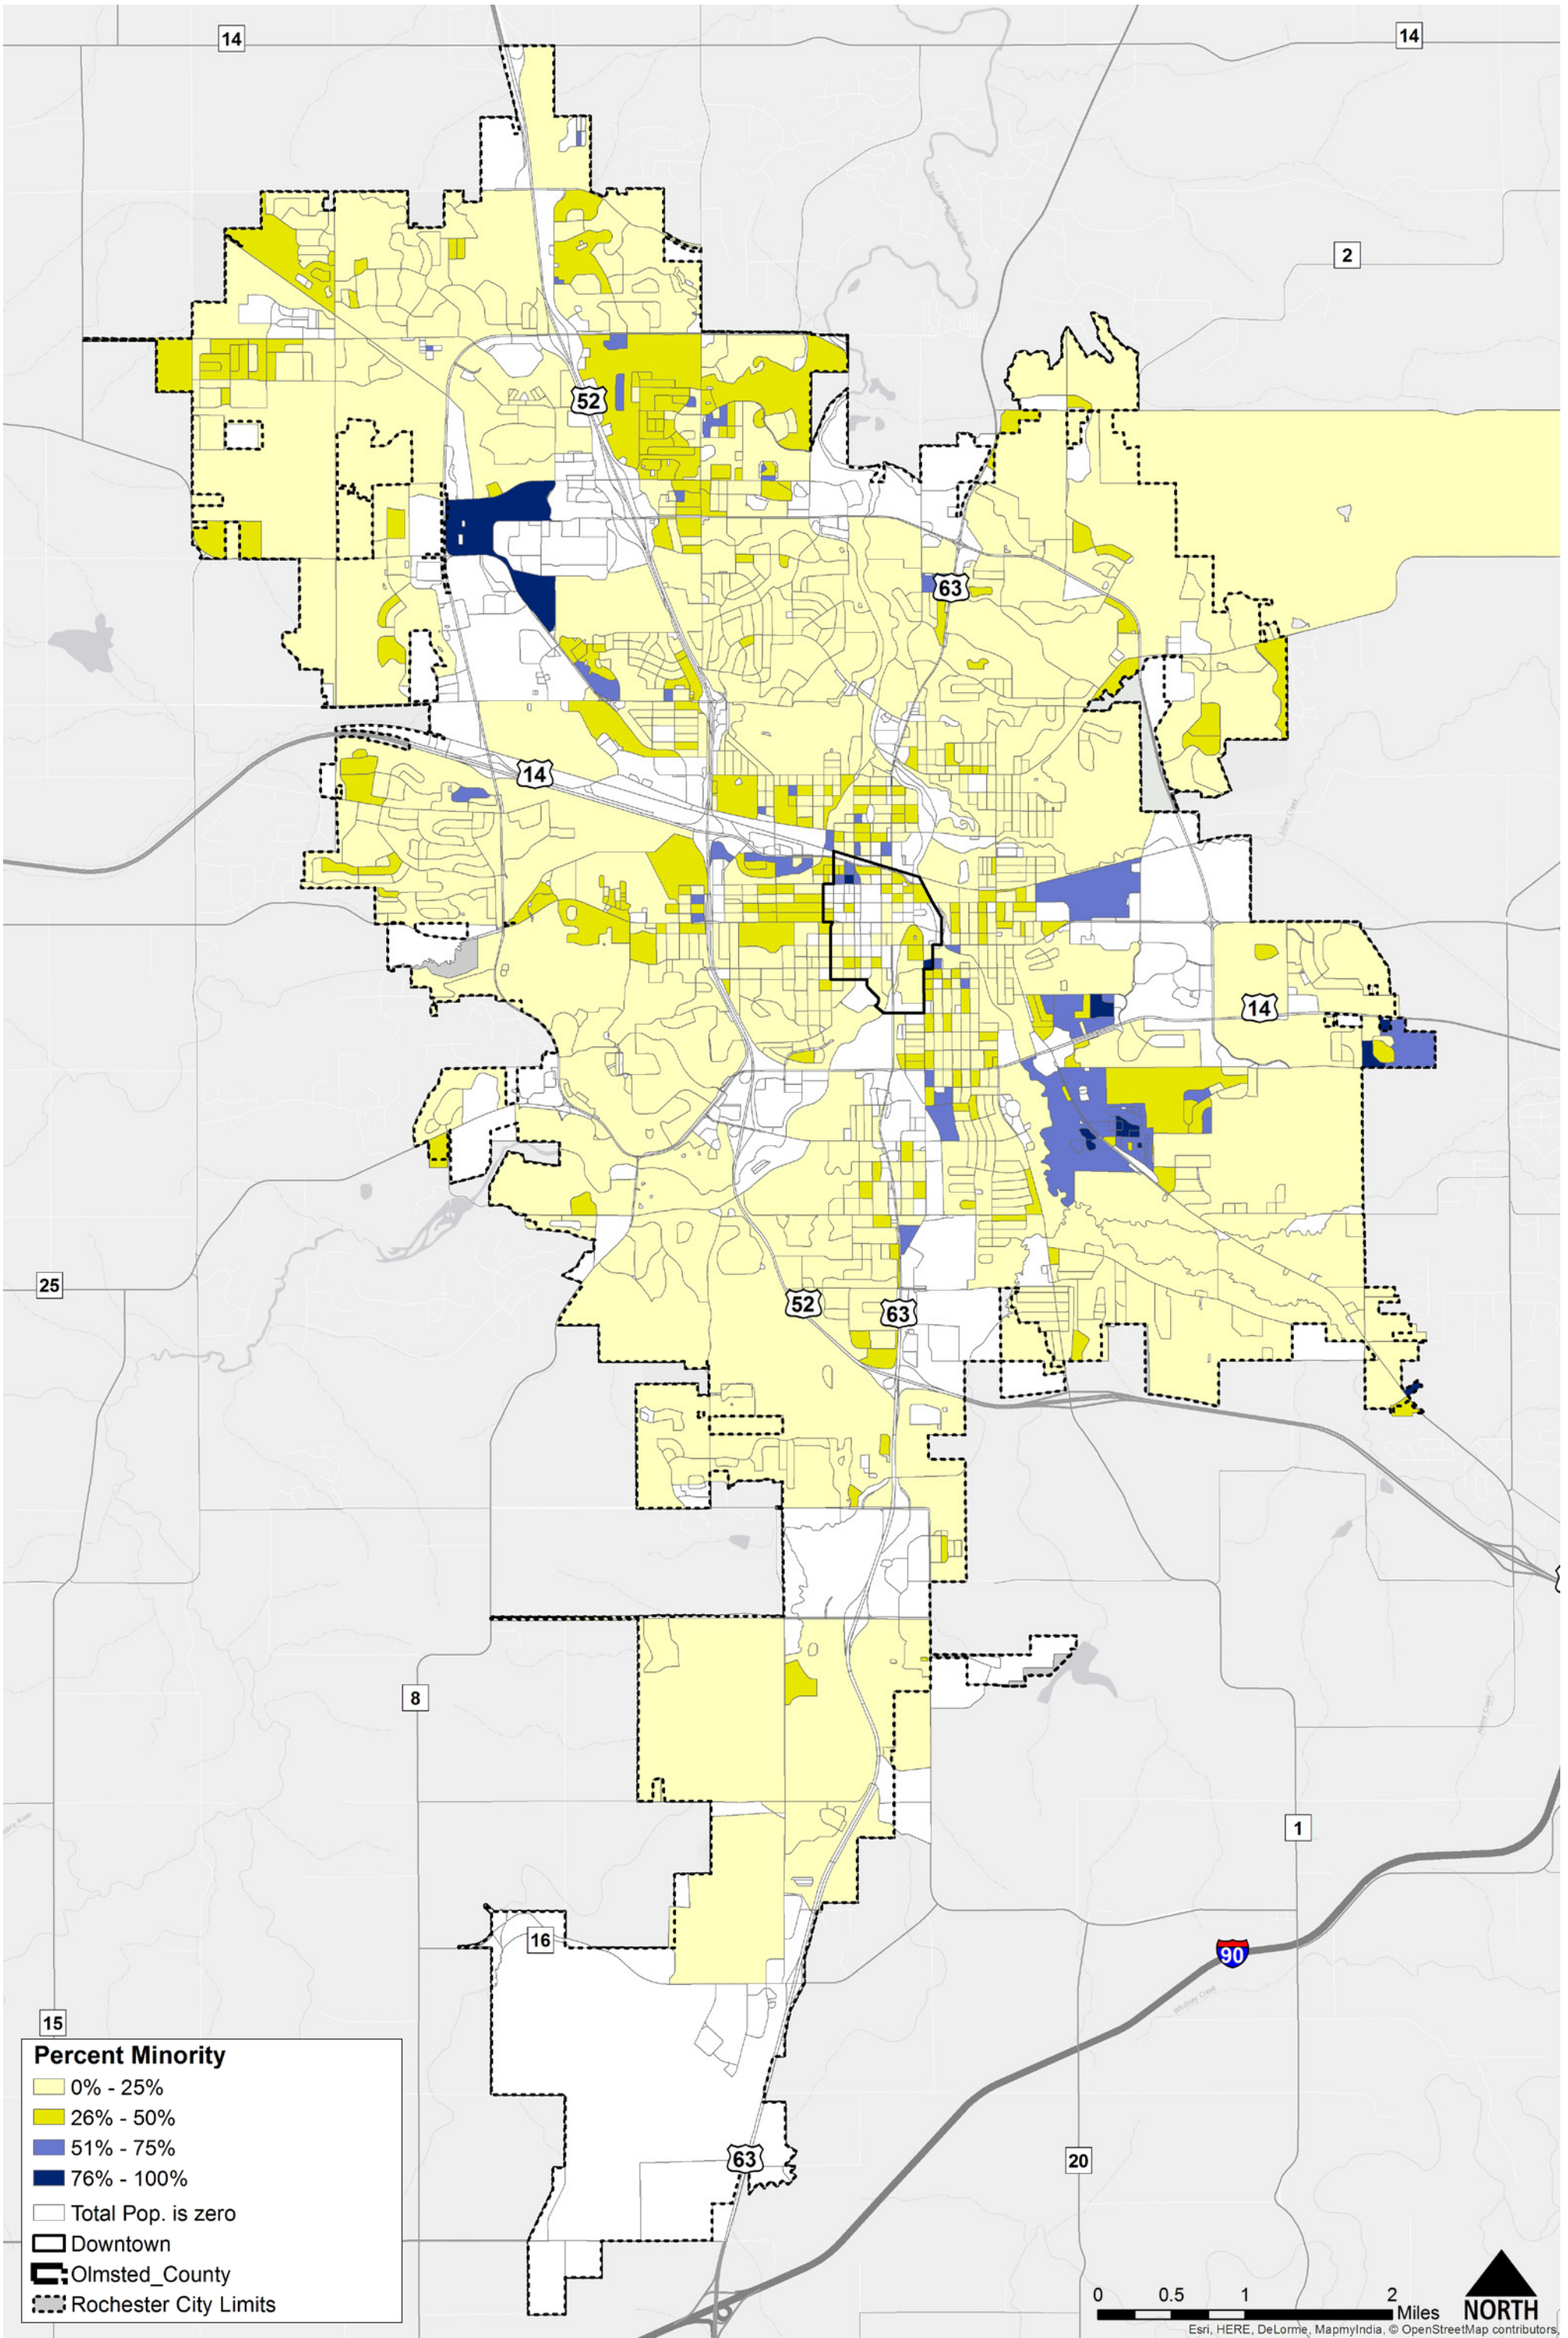 14
14
2
52
63
14
14
25
52
63
8
1
16
90
Whitney Creek
15
63
20
Percent Minority
0% - 25%
26% - 50%
51% - 75%
76% - 100%
Total Pop. is zero
Downtown
Olmsted_County
Rochester City Limits
0 0.5 1 2
Miles
NORTH
Esri, HERE, DeLorme, MapmyIndia, © OpenStreetMap contributors,